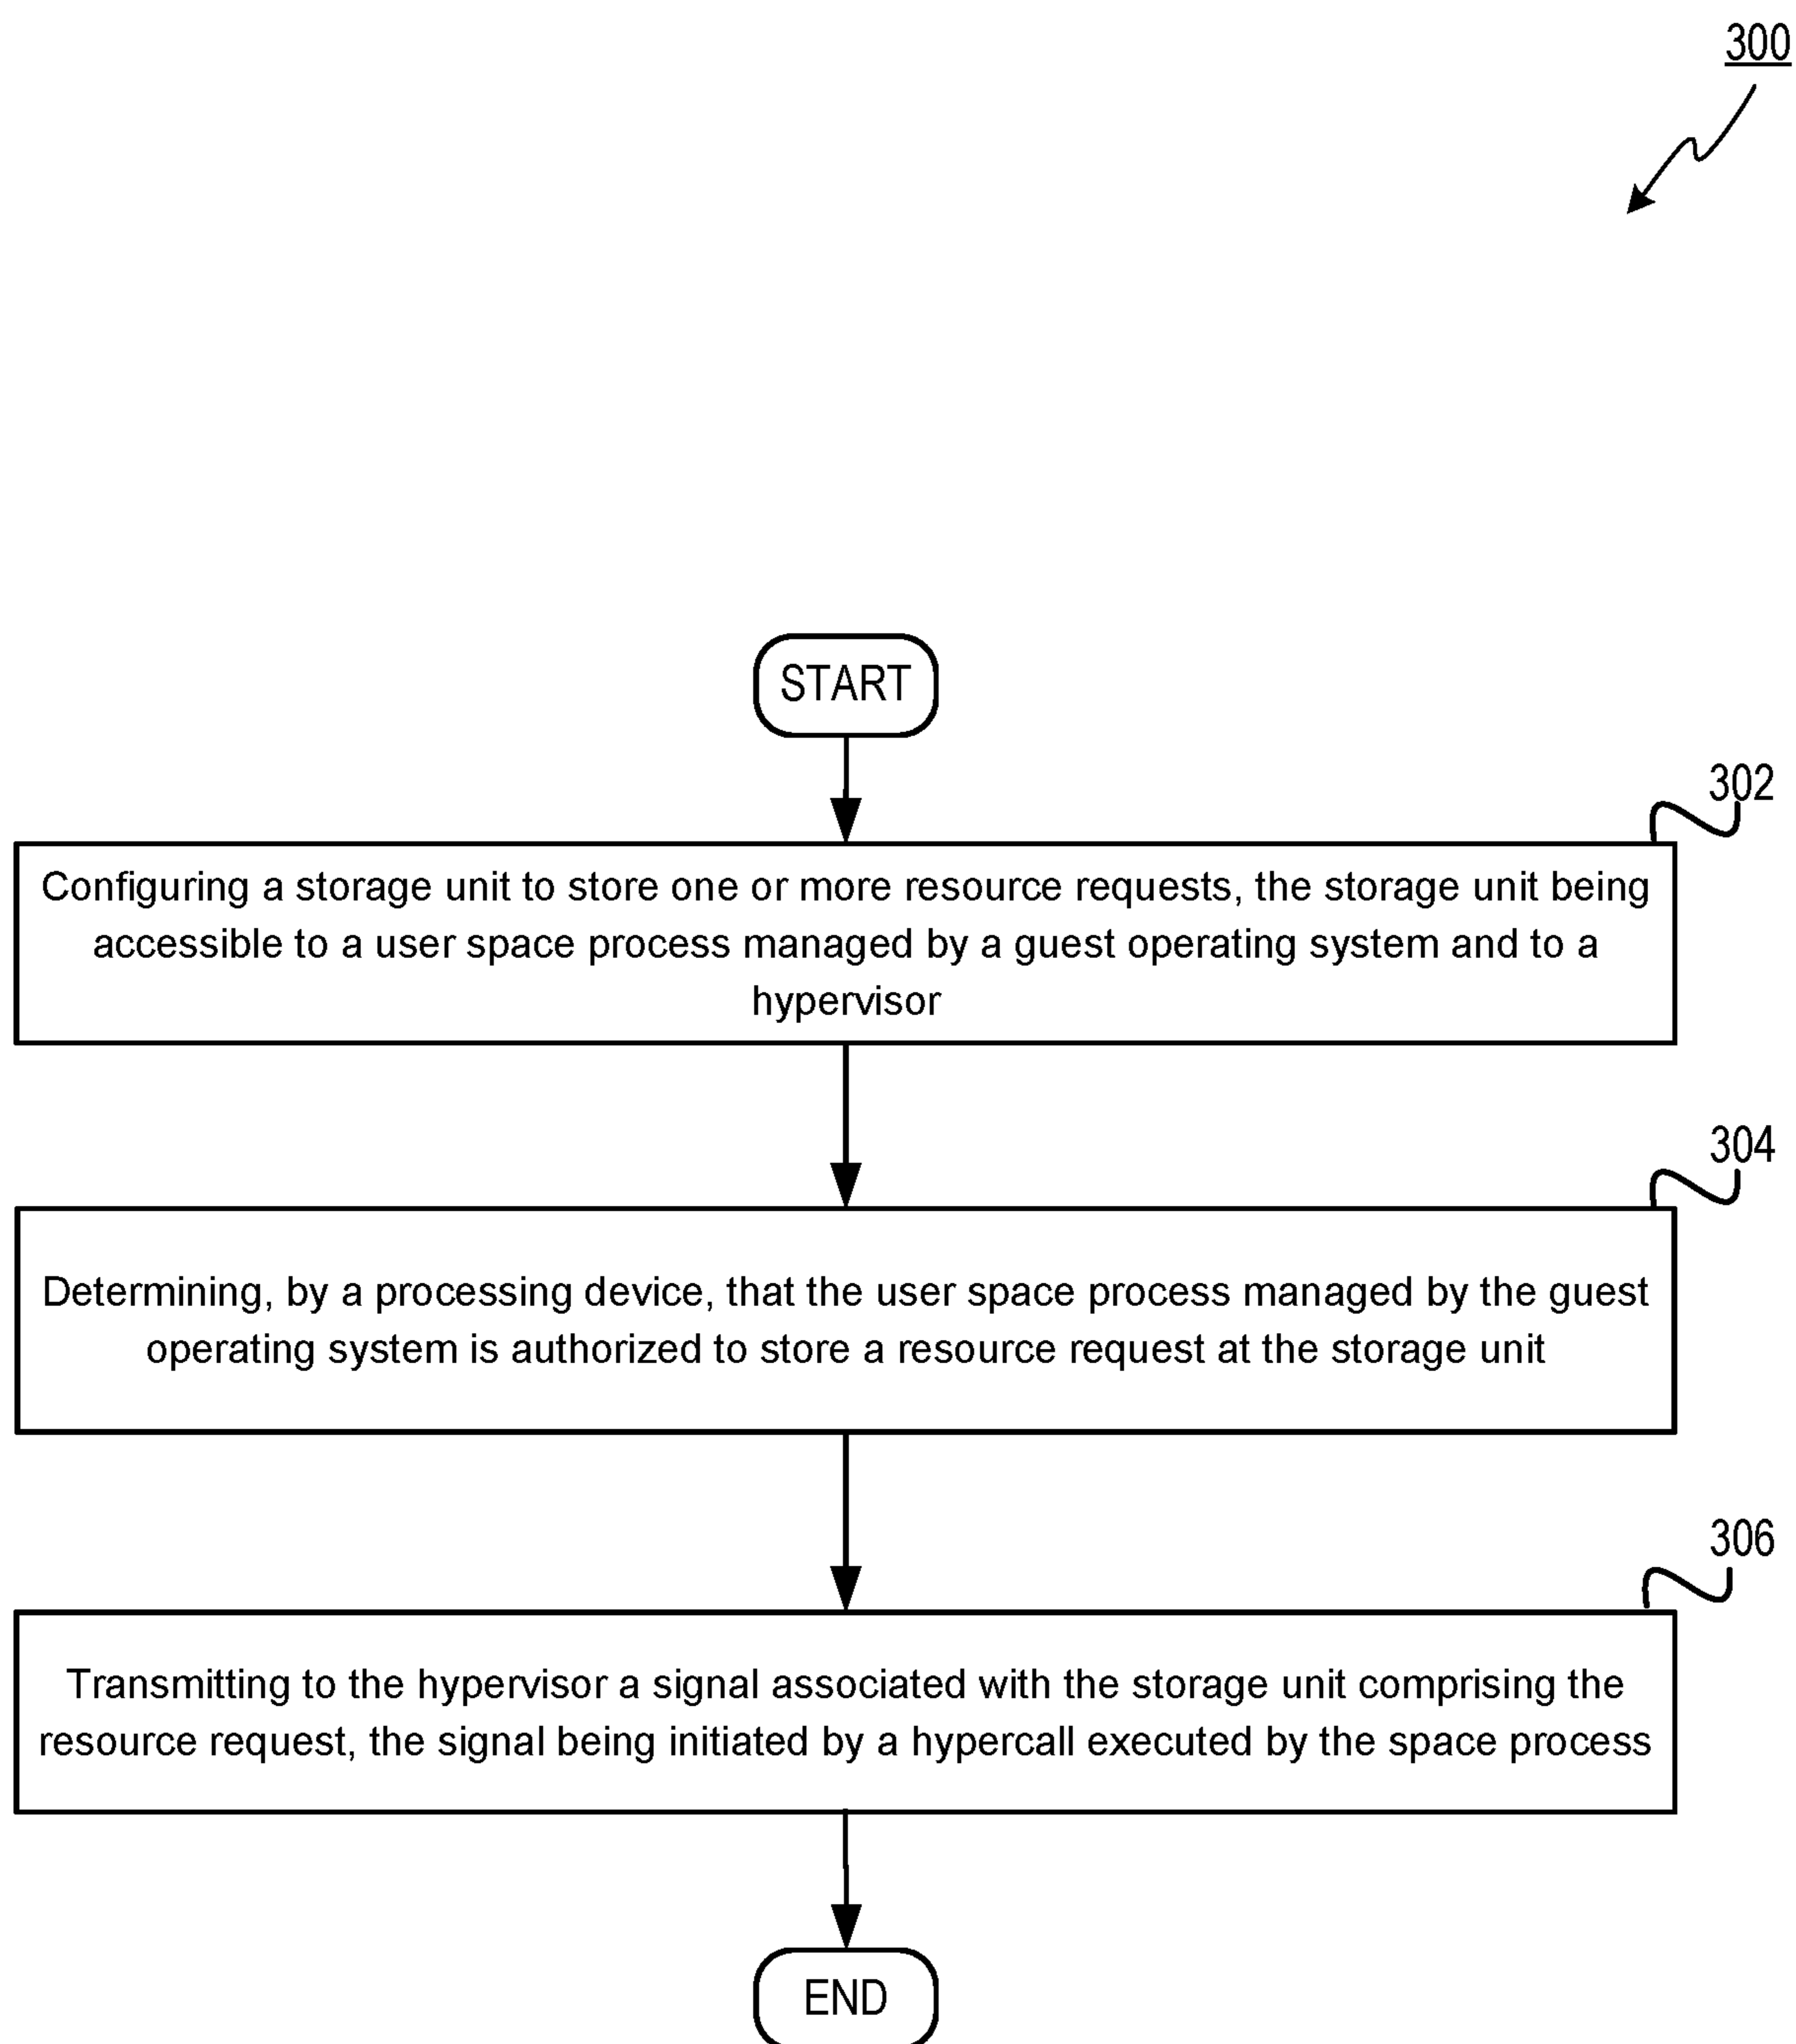 300
START
302
Configuring a storage unit to store one or more resource requests, the storage unit being
accessible to a user space process managed by a guest operating system and to a
hypervisor
304
Determining, by a processing device, that the user space process managed by the guest
operating system is authorized to store a resource request at the storage unit
306
Transmitting to the hypervisor a signal associated with the storage unit comprising the
resource request, the signal being initiated by a hypercall executed by the space process
END